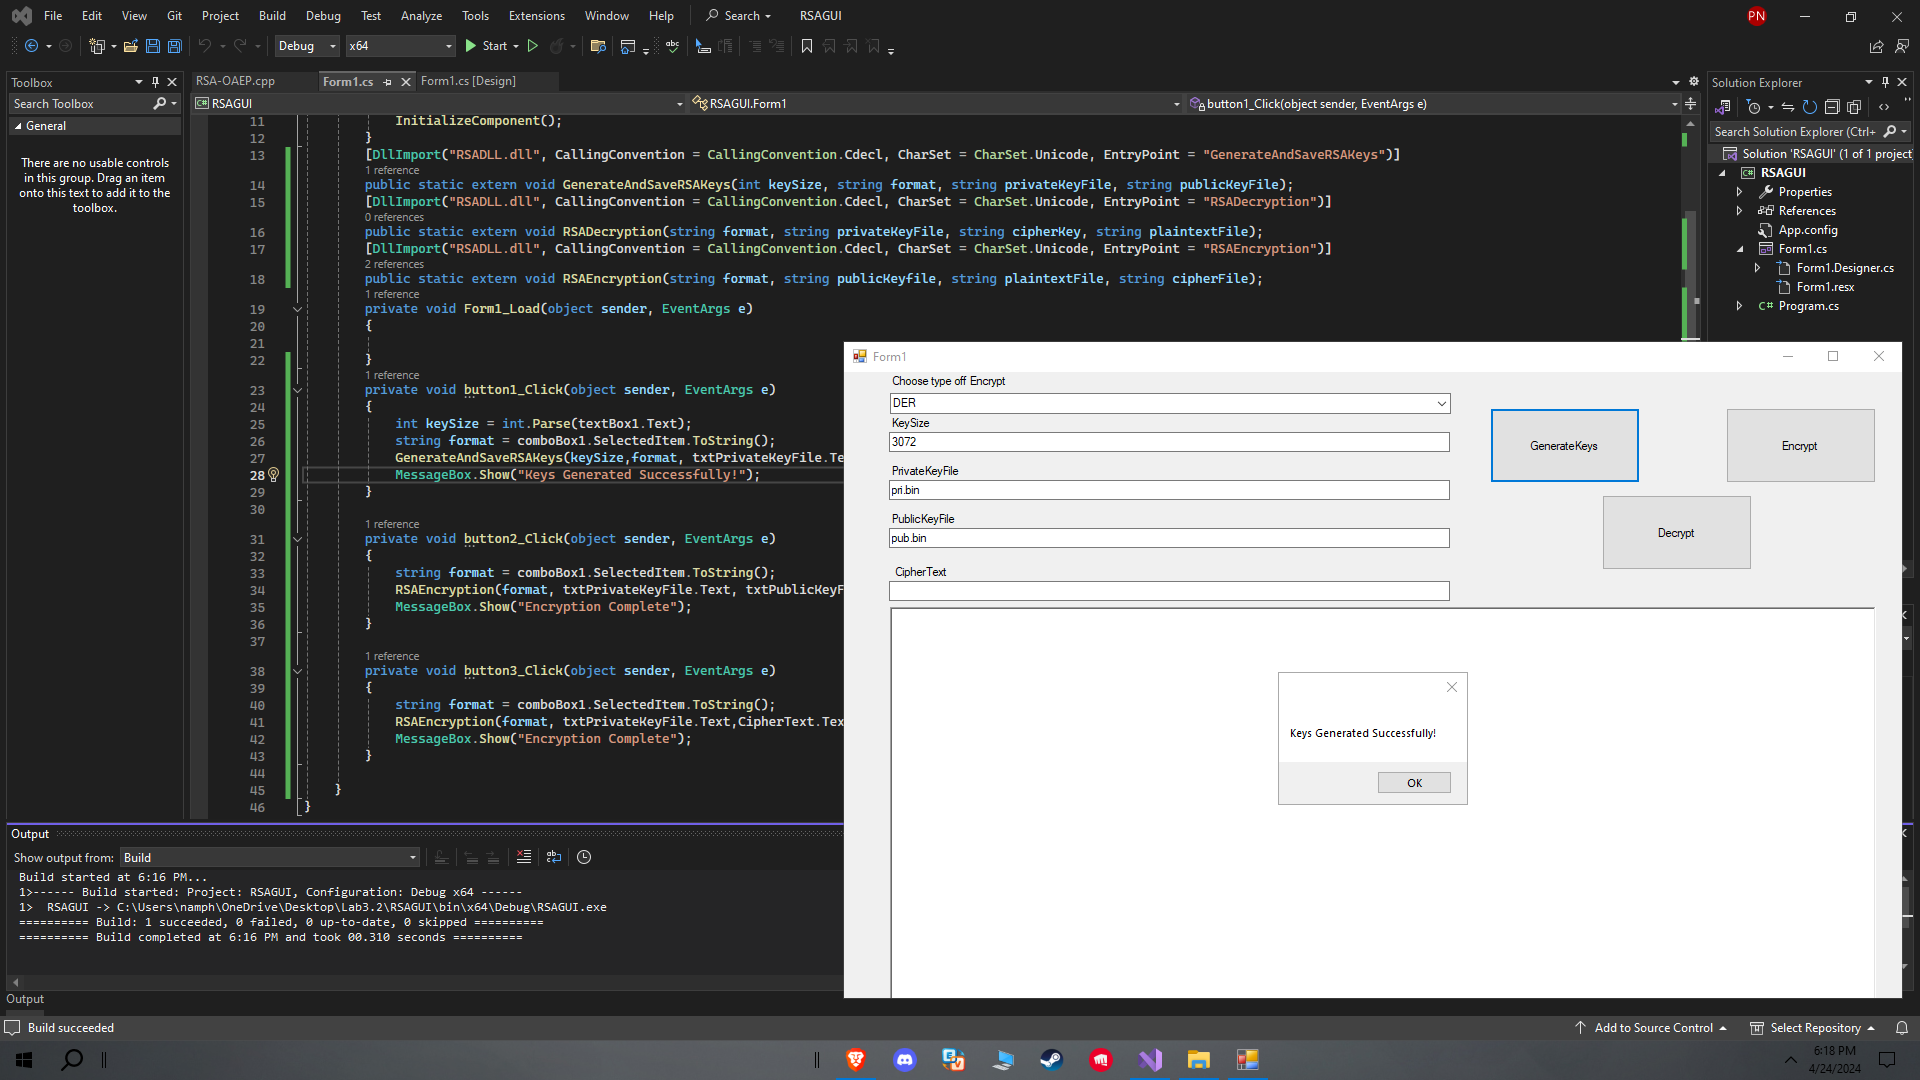 File Edit View Git Project Build Debug Test Analyze Tools Extensions Window Help Search RSAGUI PN
Debug x64 Start
Toolbox
Search Toolbox
General
There are no usable controls
in this group. Drag an item
onto this text to add it to the
toolbox.
RSA-OAEP.cpp Form1.cs Form1.cs [Design]
RSAGUI RSAGUI.Form1 button1_Click(object sender, EventArgs e)
11 InitializeComponent();
12 }
13 [DllImport("RSADLL.dll", CallingConvention = CallingConvention.Cdecl, CharSet = CharSet.Unicode, EntryPoint = "GenerateAndSaveRSAKeys")]
1 reference
14 public static extern void GenerateAndSaveRSAKeys(int keySize, string format, string privateKeyFile, string publicKeyFile);
15 [DllImport("RSADLL.dll", CallingConvention = CallingConvention.Cdecl, CharSet = CharSet.Unicode, EntryPoint = "RSADecryption")]
0 references
16 public static extern void RSADecryption(string format, string privateKeyFile, string cipherKey, string plaintextFile);
17 [DllImport("RSADLL.dll", CallingConvention = CallingConvention.Cdecl, CharSet = CharSet.Unicode, EntryPoint = "RSAEncryption")]
2 references
18 public static extern void RSAEncryption(string format, string publicKeyfile, string plaintextFile, string cipherFile);
1 reference
19 private void Form1_Load(object sender, EventArgs e)
20 {
21
22 }
1 reference
23 private void button1_Click(object sender, EventArgs e)
24 {
25 int keySize = int.Parse(textBox1.Text);
26 string format = comboBox1.SelectedItem.ToString();
27 GenerateAndSaveRSAKeys(keySize,format, txtPrivateKeyFile.Te
28 MessageBox.Show("Keys Generated Successfully!");
29 }
30
1 reference
31 private void button2_Click(object sender, EventArgs e)
32 {
33 string format = comboBox1.SelectedItem.ToString();
34 RSAEncryption(format, txtPrivateKeyFile.Text, txtPublicKeyF
35 MessageBox.Show("Encryption Complete");
36 }
37
1 reference
38 private void button3_Click(object sender, EventArgs e)
39 {
40 string format = comboBox1.SelectedItem.ToString();
41 RSAEncryption(format, txtPrivateKeyFile.Text,CipherText.Tex
42 MessageBox.Show("Encryption Complete");
43 }
44
45 }
46 }
Form1
Choose type off Encrypt
DER
KeySize
3072
PrivateKeyFile
pri.bin
PublicKeyFile
pub.bin
CipherText
GenerateKeys
Encrypt
Decrypt
Keys Generated Successfully!
OK
Solution Explorer
Search Solution Explorer (Ctrl+
Solution 'RSAGUI' (1 of 1 project
C# RSAGUI
Properties
References
App.config
Form1.cs
Form1.Designer.cs
Form1.resx
C# Program.cs
Output
Show output from: Build
Build started at 6:16 PM...
1>------ Build started: Project: RSAGUI, Configuration: Debug x64 ------
1>  RSAGUI -> C:\Users\namph\OneDrive\Desktop\Lab3.2\RSAGUI\bin\x64\Debug\RSAGUI.exe
========== Build: 1 succeeded, 0 failed, 0 up-to-date, 0 skipped ==========
========== Build completed at 6:16 PM and took 00.310 seconds ==========
Output
Build succeeded
Add to Source Control Select Repository
6:18 PM
4/24/2024